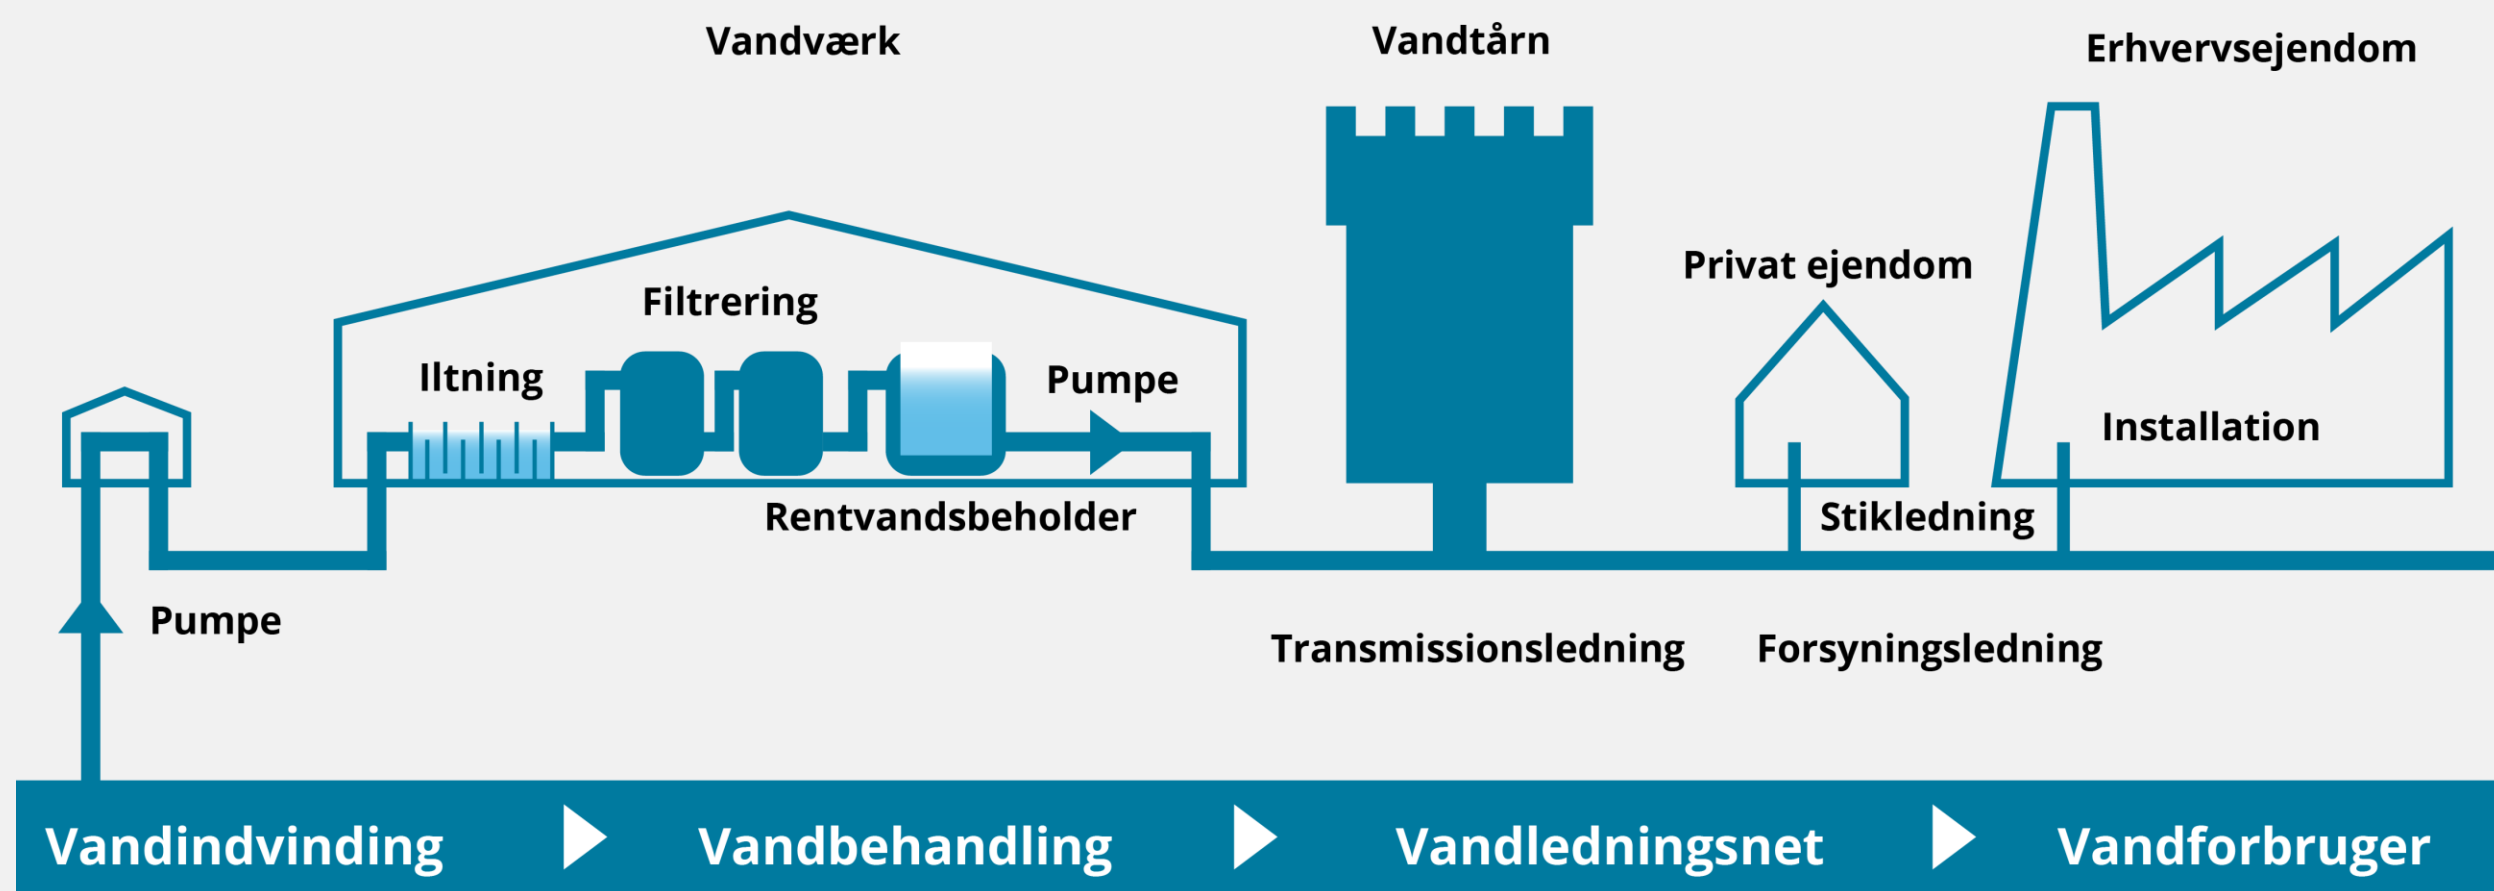 Vandværk
Vandtårn
Erhvervsejendom
Privat ejendom
Filtrering
Iltning
Pumpe
Installation
Rentvandsbeholder
Stikledning
Pumpe
Transmissionsledning
Forsyningsledning
Vandindvinding
Vandbehandling
Vandledningsnet
Vandforbruger